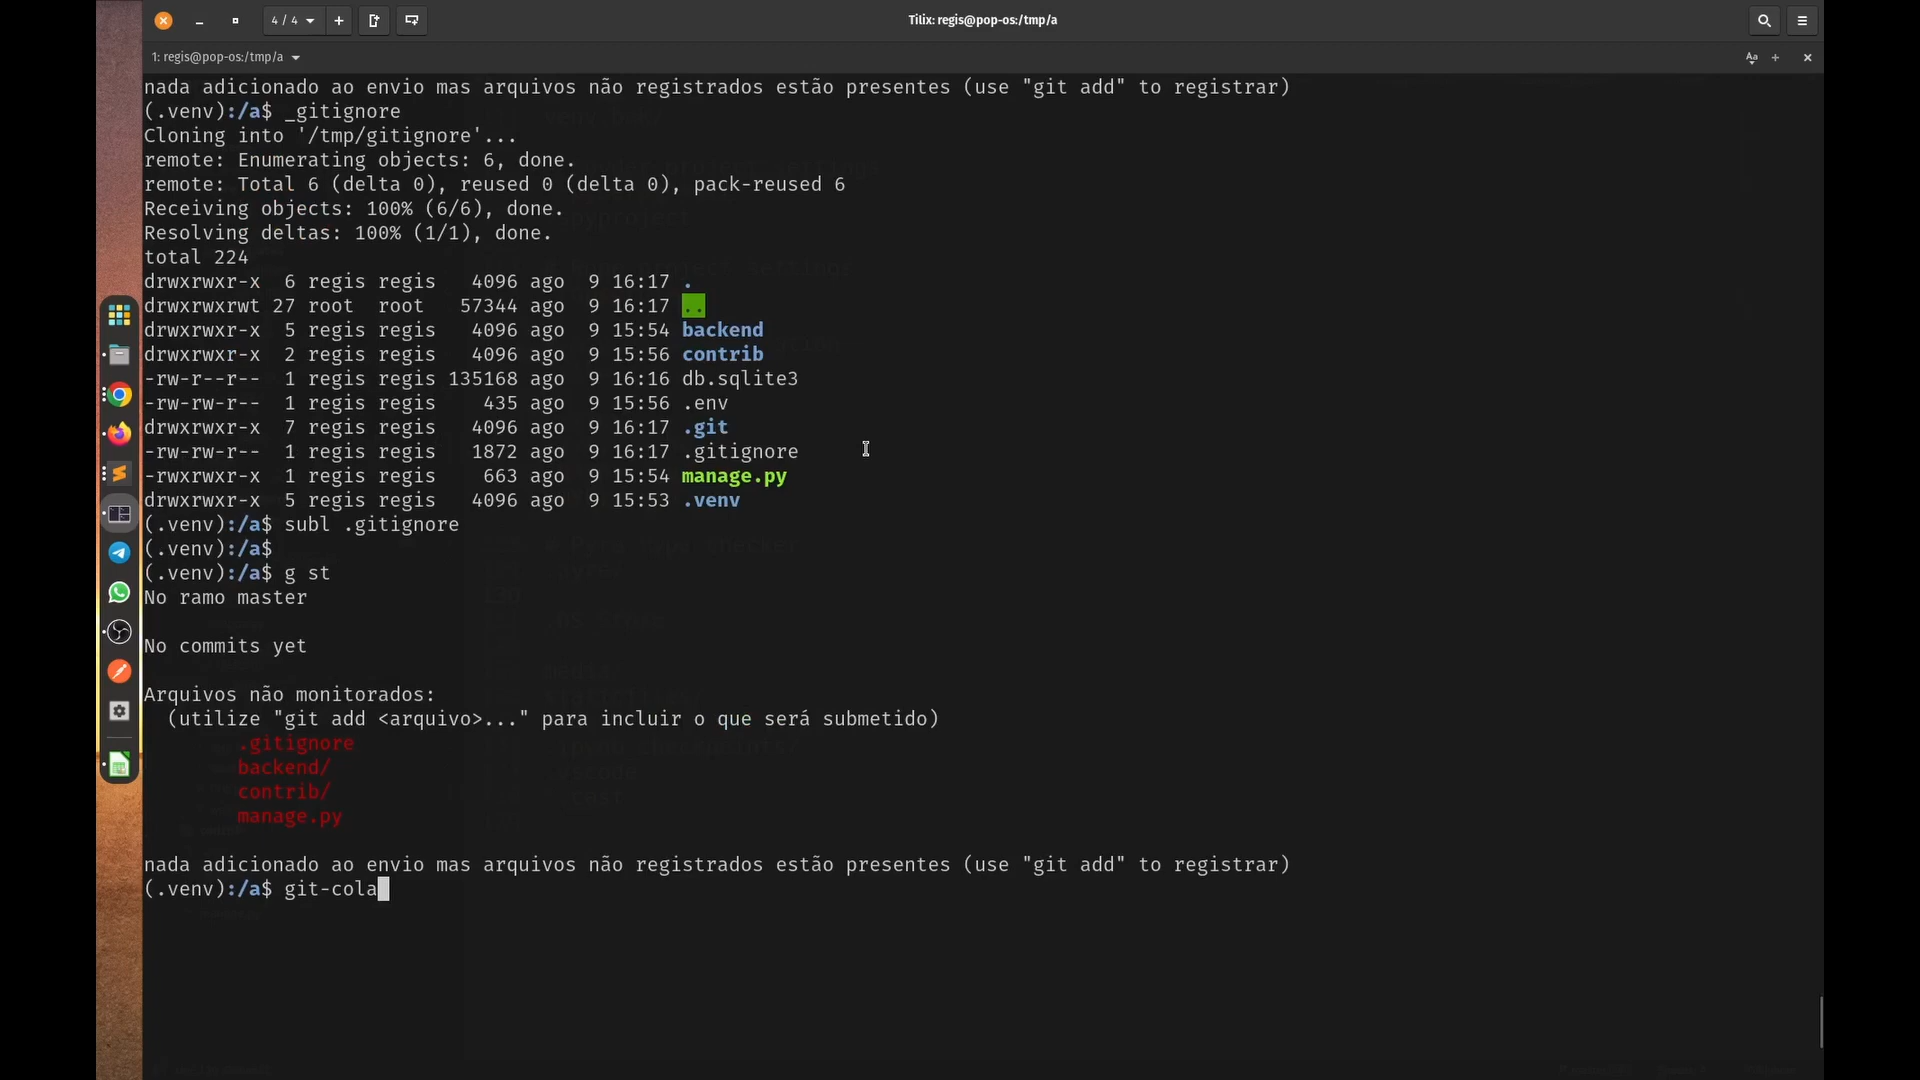 4 / 4
Tilix: regis@pop-os:/tmp/a
1: regis@pop-os:/tmp/a
nada adicionado ao envio mas arquivos não registrados estão presentes (use "git add" to registrar)
(.venv):/a$ _gitignore
Cloning into '/tmp/gitignore'...
remote: Enumerating objects: 6, done.
remote: Total 6 (delta 0), reused 0 (delta 0), pack-reused 6
Receiving objects: 100% (6/6), done.
Resolving deltas: 100% (1/1), done.
total 224
drwxrwxr-x  6 regis regis   4096 ago  9 16:17 .
drwxrwxrwt 27 root  root   57344 ago  9 16:17 ..
drwxrwxr-x  5 regis regis   4096 ago  9 15:54 backend
drwxrwxr-x  2 regis regis   4096 ago  9 15:56 contrib
-rw-r--r--  1 regis regis 135168 ago  9 16:16 db.sqlite3
-rw-rw-r--  1 regis regis    435 ago  9 15:56 .env
drwxrwxr-x  7 regis regis   4096 ago  9 16:17 .git
-rw-rw-r--  1 regis regis   1872 ago  9 16:17 .gitignore
-rwxrwxr-x  1 regis regis    663 ago  9 15:54 manage.py
drwxrwxr-x  5 regis regis   4096 ago  9 15:53 .venv
(.venv):/a$ subl .gitignore
(.venv):/a$
(.venv):/a$ g st
No ramo master
No commits yet
Arquivos não monitorados:
(utilize "git add <arquivo>..." para incluir o que será submetido)
.gitignore
backend/
contrib/
manage.py
nada adicionado ao envio mas arquivos não registrados estão presentes (use "git add" to registrar)
(.venv):/a$ git-cola